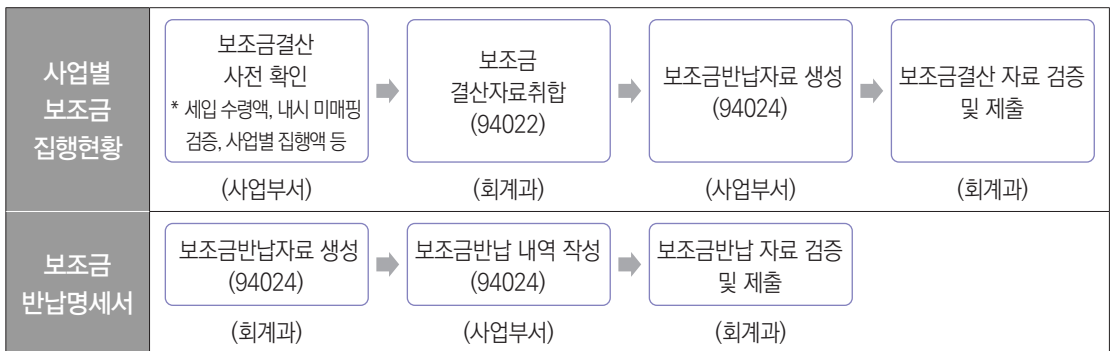 사업별
보조금
집행현황
보조금결산
사전 확인
* 세입 수령액, 내시 미매핑
검증, 사업별 집행액 등
(사업부서)
보조금
결산자료취합
(94022)
(회계과)
보조금반납자료 생성
(94024)
(사업부서)
보조금결산 자료 검증
및 제출
(회계과)
보조금
반납명세서
보조금반납자료 생성
(94024)
(회계과)
보조금반납 내역 작성
(94024)
(사업부서)
보조금반납 자료 검증
및 제출
(회계과)